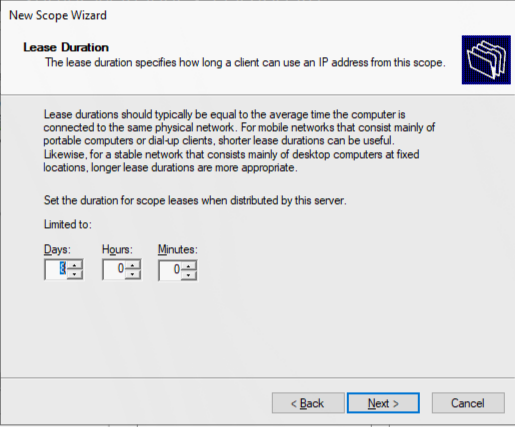 New Scope Wizard
Lease Duration
The lease duration specifies how long a client can use an IP address from this scope.
Lease durations should typically be equal to the average time the computer is
connected to the same physical network. For mobile networks that consist mainly of
portable computers or dial-up clients, shorter lease durations can be useful.
Likewise, for a stable network that consists mainly of desktop computers at fixed
locations, longer lease durations are more appropriate.
Set the duration for scope leases when distributed by this server.
Limited to:
Days: Hours: Minutes:
8 0 0
< Back Next > Cancel